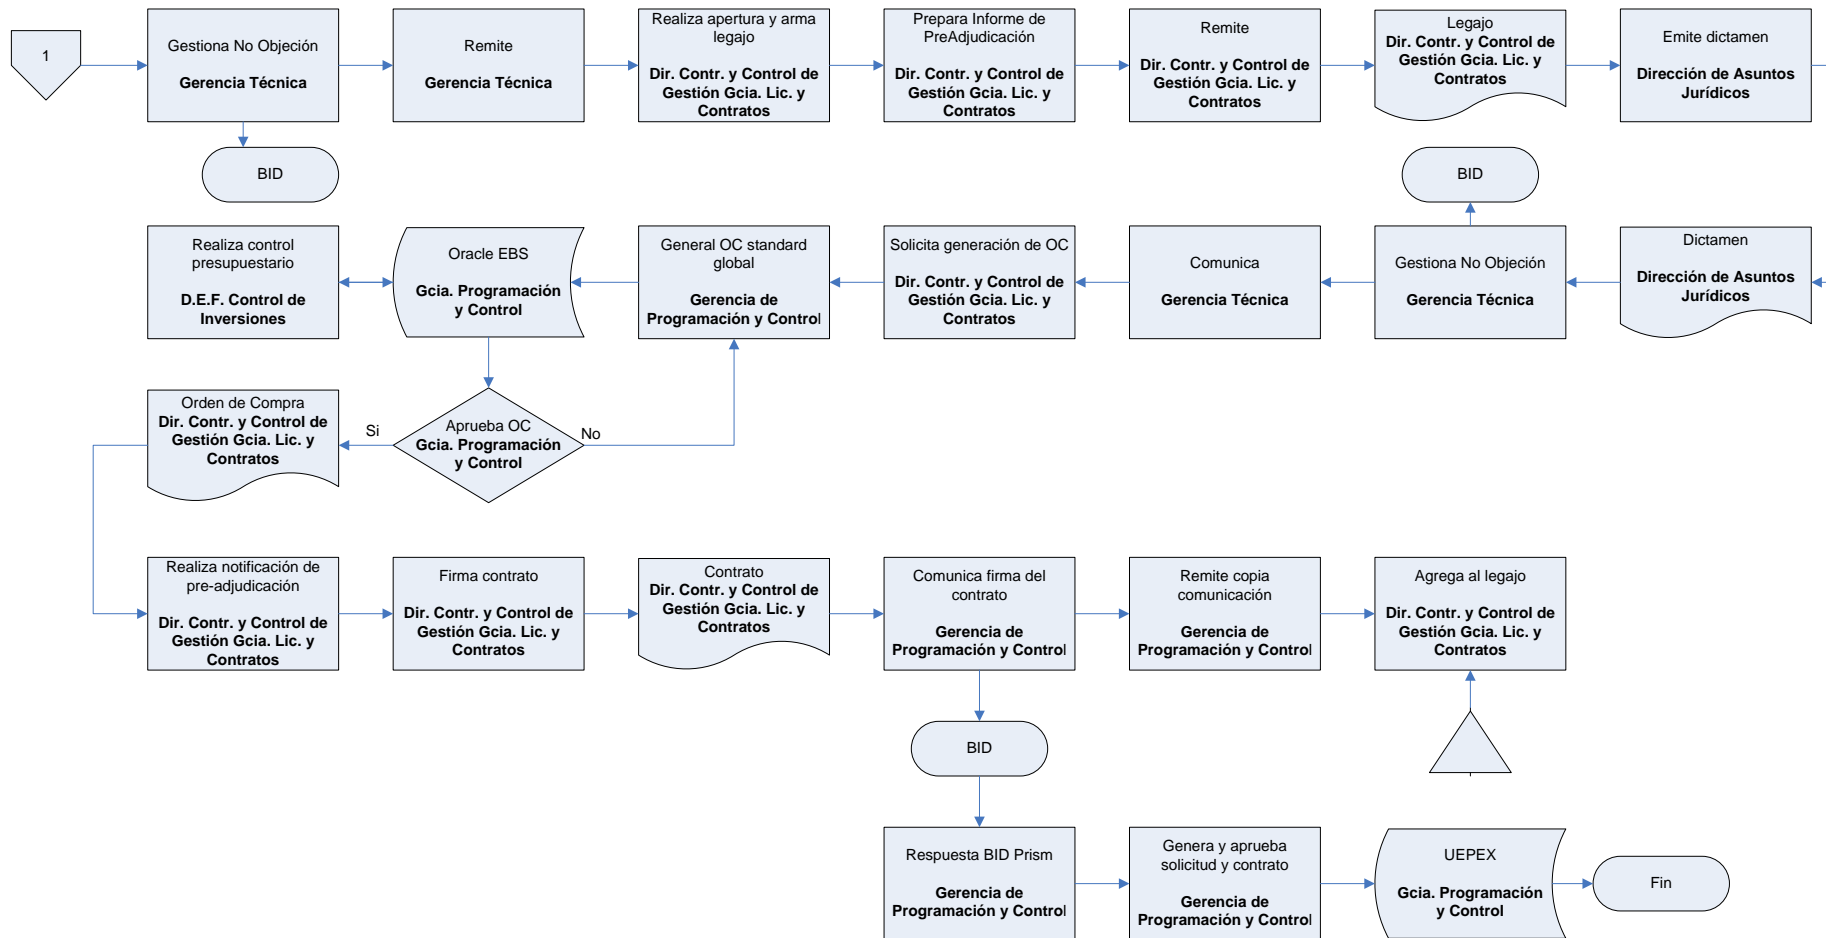 1
Gestiona No Objeción
Gerencia Técnica
Remite
Gerencia Técnica
Realiza apertura y arma
legajo
Dir. Contr. y Control de
Gestión Gcia. Lic. y
Contratos
Prepara Informe de
PreAdjudicación
Dir. Contr. y Control de
Gestión Gcia. Lic. y
Contratos
Remite
Dir. Contr. y Control de
Gestión Gcia. Lic. y
Contratos
Legajo
Dir. Contr. y Control de
Gestión Gcia. Lic. y
Contratos
Emite dictamen
Dirección de Asuntos
Jurídicos
BID
BID
Realiza control
presupuestario
D.E.F. Control de
Inversiones
Oracle EBS
Gcia. Programación
y Control
General OC standard
global
Gerencia de
Programación y Control
Solicita generación de OC
Dir. Contr. y Control de
Gestión Gcia. Lic. y
Contratos
Comunica
Gerencia Técnica
Gestiona No Objeción
Gerencia Técnica
Dictamen
Dirección de Asuntos
Jurídicos
Orden de Compra
Dir. Contr. y Control de
Gestión Gcia. Lic. y
Contratos
Si
Aprueba OC
Gcia. Programación
y Control
No
Realiza notificación de
pre-adjudicación
Dir. Contr. y Control de
Gestión Gcia. Lic. y
Contratos
Firma contrato
Dir. Contr. y Control de
Gestión Gcia. Lic. y
Contratos
Contrato
Dir. Contr. y Control de
Gestión Gcia. Lic. y
Contratos
Comunica firma del
contrato
Gerencia de
Programación y Control
Remite copia
comunicación
Gerencia de
Programación y Control
Agrega al legajo
Dir. Contr. y Control de
Gestión Gcia. Lic. y
Contratos
BID
Respuesta BID Prism
Gerencia de
Programación y Control
Genera y aprueba
solicitud y contrato
Gerencia de
Programación y Control
UEPEX
Gcia. Programación
y Control
Fin